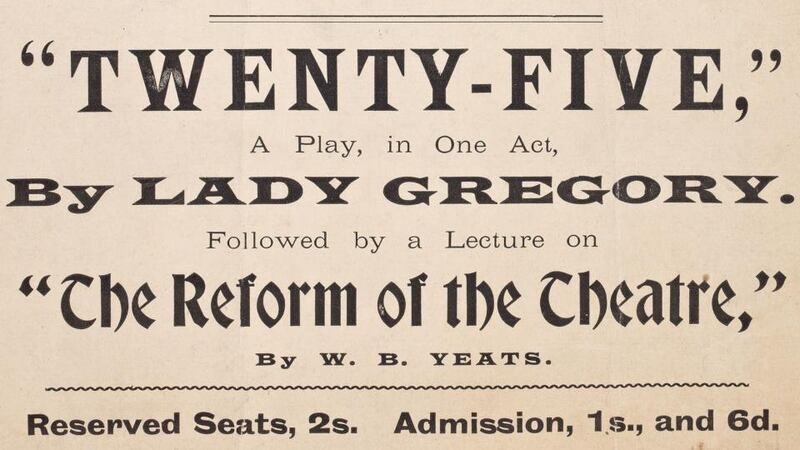 “TWENTY-FIVE,”
A Play, in One Act,
By LADY GREGORY.
Followed by a Lecture on
“The Reform of the Theatre,”
By W. B. YEATS.
Reserved Seats, 2s. Admission, 1s., and 6d.